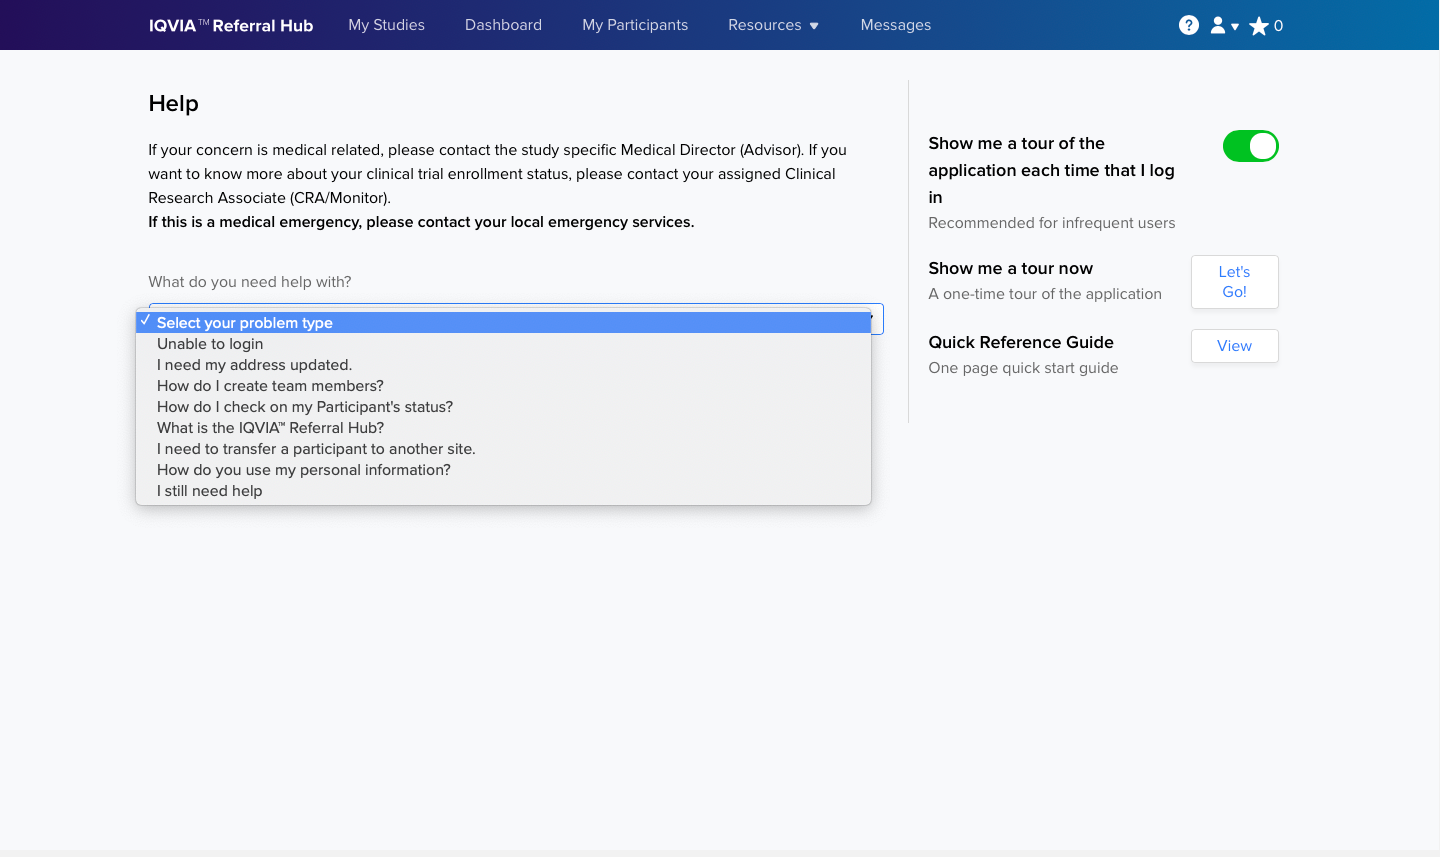 IQVIA™ Referral Hub
My Studies
Dashboard
My Participants
Resources
Messages
0
Help
If your concern is medical related, please contact the study specific Medical Director (Advisor). If you
want to know more about your clinical trial enrollment status, please contact your assigned Clinical
Research Associate (CRA/Monitor).
If this is a medical emergency, please contact your local emergency services.
What do you need help with?
✓ Select your problem type
Unable to login
I need my address updated.
How do I create team members?
How do I check on my Participant's status?
What is the IQVIA™ Referral Hub?
I need to transfer a participant to another site.
How do you use my personal information?
I still need help
Show me a tour of the
application each time that I log
in
Recommended for infrequent users
Show me a tour now
A one-time tour of the application
Let's
Go!
Quick Reference Guide
One page quick start guide
View